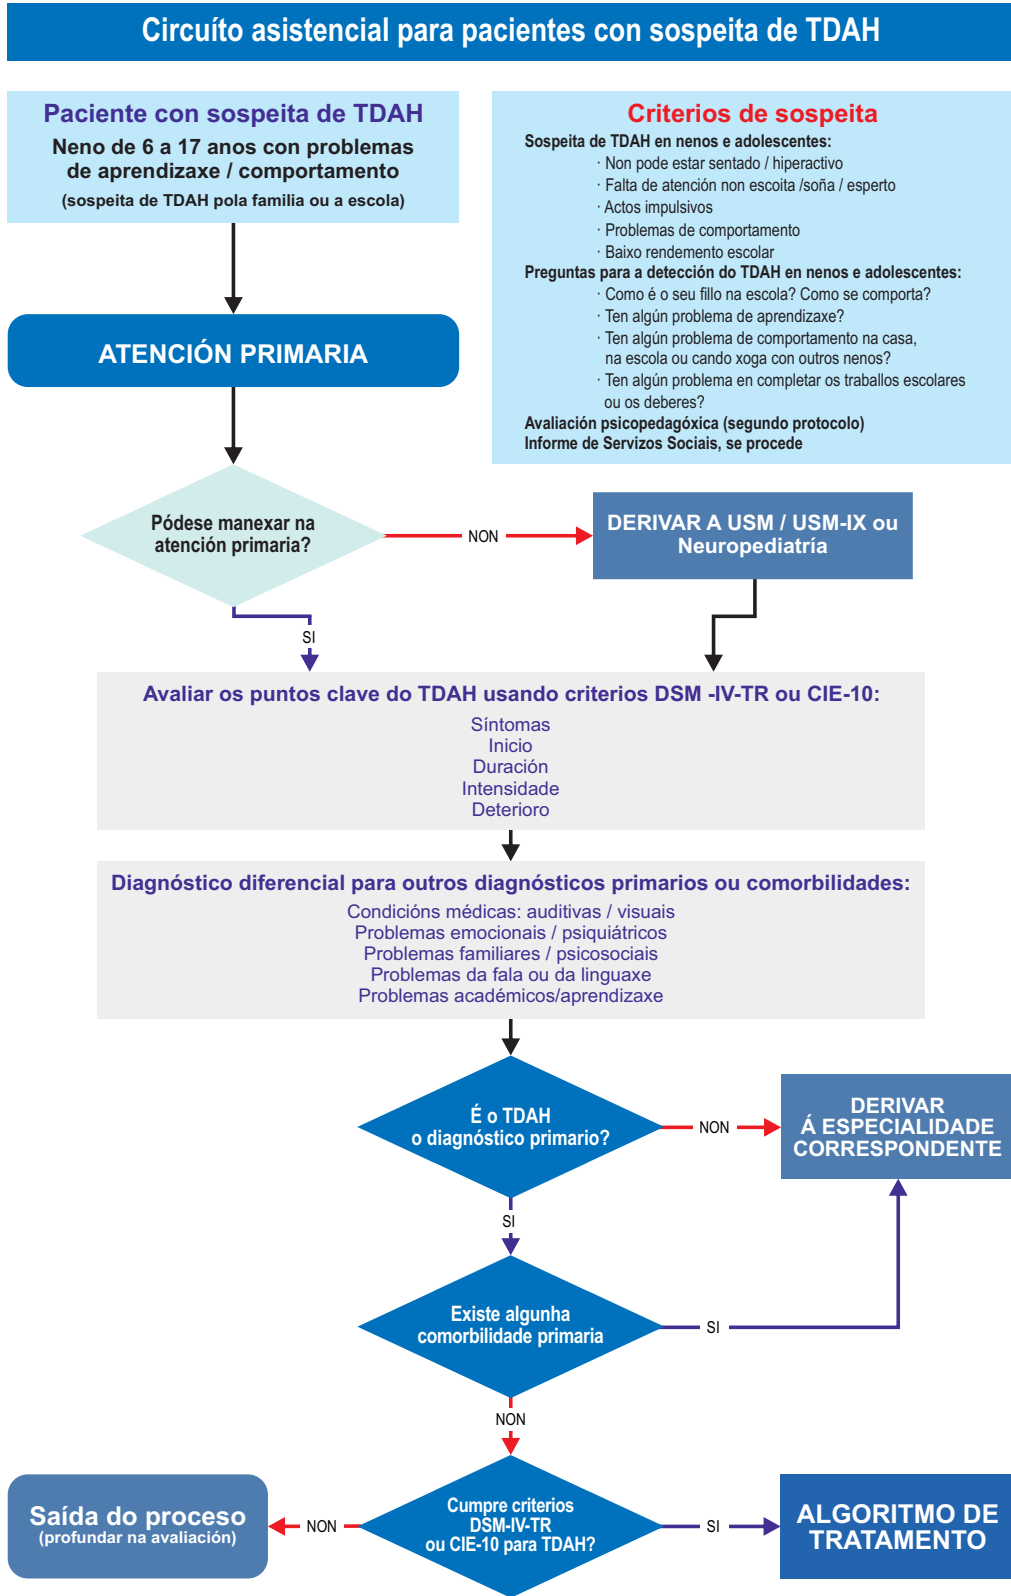 Circuíto asistencial para pacientes con sospeita de TDAH
Paciente con sospeita de TDAH
Neno de 6 a 17 anos con problemas
de aprendizaxe / comportamento
(sospeita de TDAH pola familia ou a escola)
Criterios de sospeita
Sospeita de TDAH en nenos e adolescentes:
· Non pode estar sentado / hiperactivo
· Falta de atención non escoita /soña / esperto
· Actos impulsivos
· Problemas de comportamento
· Baixo rendemento escolar
Preguntas para a detección do TDAH en nenos e adolescentes:
· Como é o seu fillo na escola? Como se comporta?
· Ten algún problema de aprendizaxe?
· Ten algún problema de comportamento na casa,
na escola ou cando xoga con outros nenos?
· Ten algún problema en completar os traballos escolares
ou os deberes?
Avaliación psicopedagóxica (segundo protocolo)
Informe de Servizos Sociais, se procede
ATENCIÓN PRIMARIA
Pódese manexar na
atención primaria?
NON
DERIVAR A USM / USM-IX ou
Neuropediatría
SI
Avaliar os puntos clave do TDAH usando criterios DSM -IV-TR ou CIE-10:
Síntomas
Inicio
Duración
Intensidade
Deterioro
Diagnóstico diferencial para outros diagnósticos primarios ou comorbilidades:
Condicións médicas: auditivas / visuais
Problemas emocionais / psiquiátricos
Problemas familiares / psicosociais
Problemas da fala ou da linguaxe
Problemas académicos/aprendizaxe
É o TDAH
o diagnóstico primario?
NON
DERIVAR
Á ESPECIALIDADE
CORRESPONDENTE
SI
Existe algunha
comorbilidade primaria
SI
NON
Cumpre criterios
DSM-IV-TR
ou CIE-10 para TDAH?
NON
Saída do proceso
(profundar na avaliación)
SI
ALGORITMO DE
TRATAMENTO